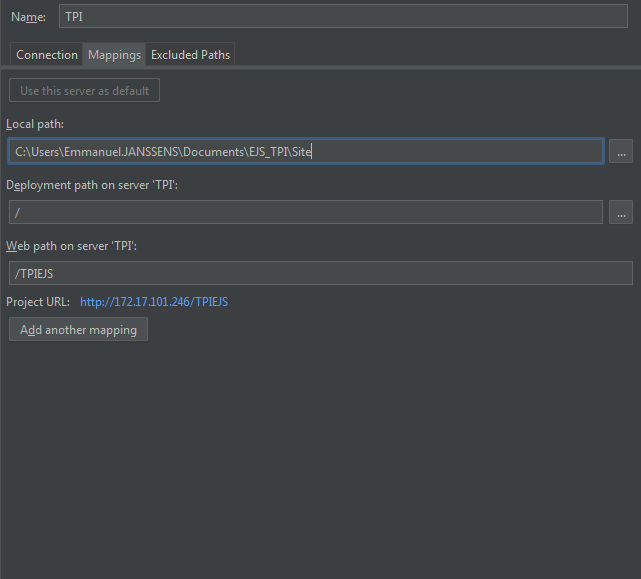 Name: TPI
Connection Mappings Excluded Paths
Use this server as default
Local path:
C:\Users\Emmanuel.JANSSENS\Documents\EJS_TPI\Site ...
Deployment path on server 'TPI':
/ ...
Web path on server 'TPI':
/TPIEJS
Project URL: http://172.17.101.246/TPIEJS
Add another mapping